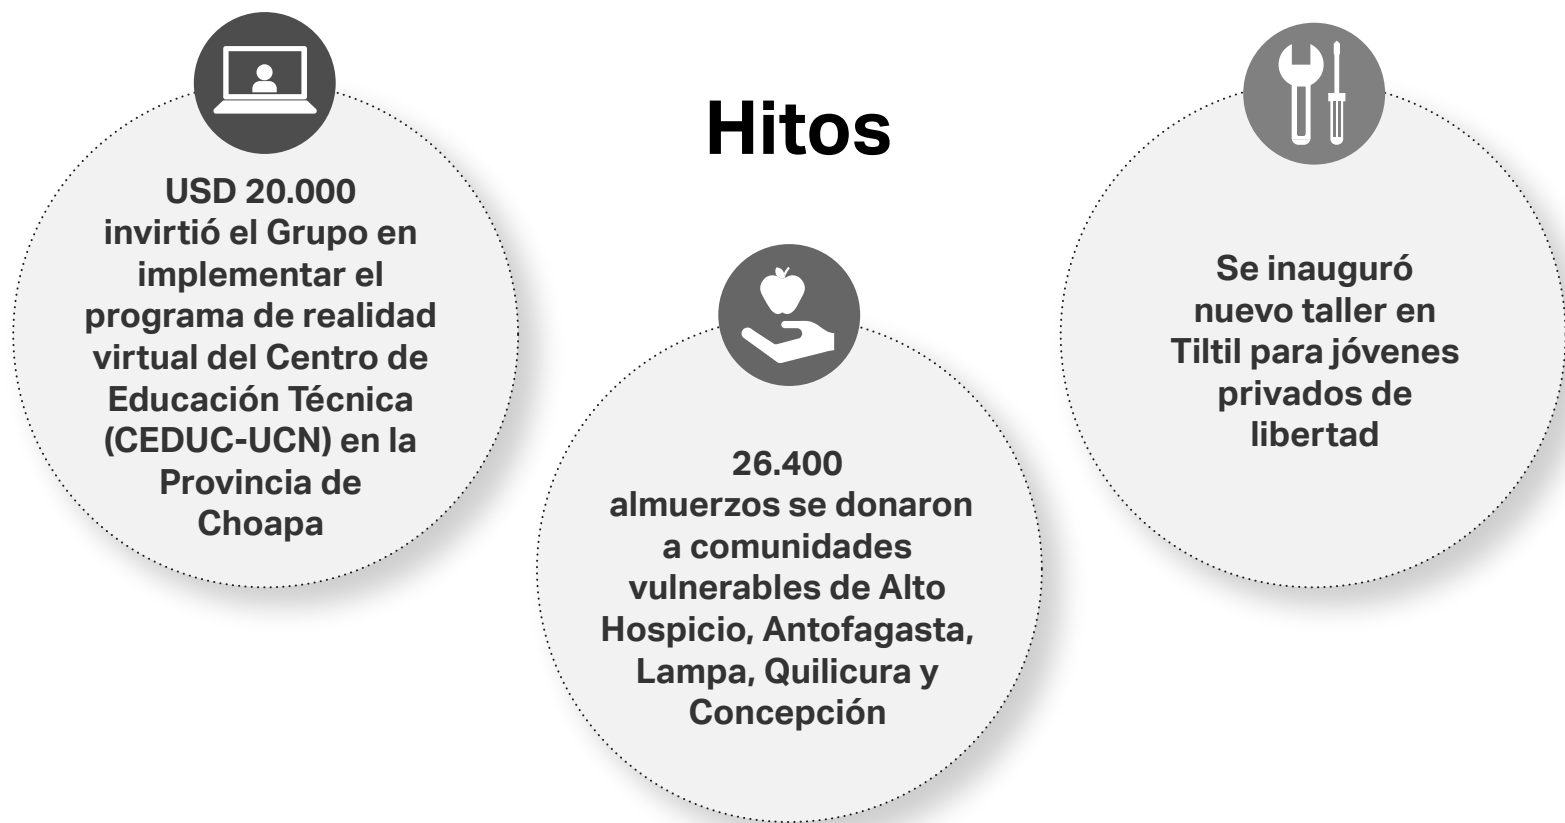 Hitos
USD 20.000
invirtió el Grupo en
implementar el
programa de realidad
virtual del Centro de
Educación Técnica
(CEDUC-UCN) en la
Provincia de
Choapa
26.400
almuerzos se donaron
a comunidades
vulnerables de Alto
Hospicio, Antofagasta,
Lampa, Quilicura y
Concepción
Se inauguró
nuevo taller en
Tiltil para jóvenes
privados de
libertad